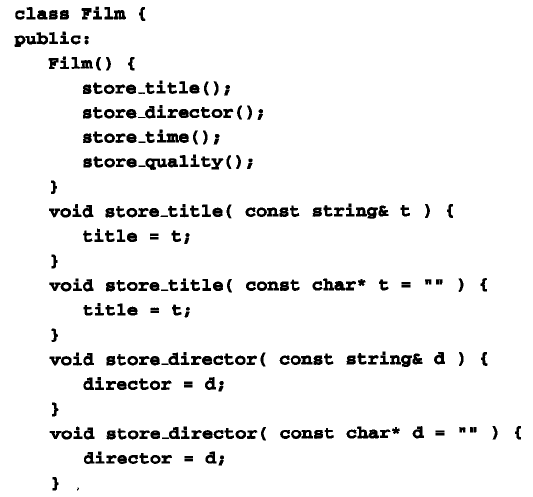 class Film {
public:
Film() {
store_title();
store_director();
store_time();
store_quality();
}
void store_title( const string& t ) {
title = t;
}
void store_title( const char* t = "" ) {
title = t;
}
void store_director( const string& d ) {
director = d;
}
void store_director( const char* d = "" ) {
director = d;
}